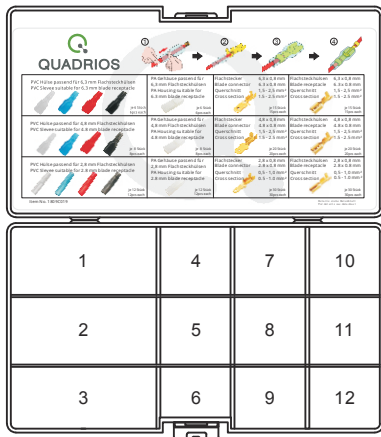 QUADRIOS
① ② ③ ④
PVC Hülse passend für 6,3 mm Flachsteckhülsen
PVC Sleeve suitable for 6.3 mm blade receptacle
PA Gehäuse passend für
6,3 mm Flachsteckhülsen
PA Housing suitable for
6.3 mm blade receptacle
Flachstecker 6,3 x 0,8 mm
Blade connector 6.3 x 0.8 mm
Querschnitt 1,5 - 2,5 mm²
Cross section 1.5 - 2.5 mm²
Flachsteckhülsen 6,3 x 0,8 mm
Blade receptacle 6.3 x 0.8 mm
Querschnitt 1,5 - 2,5 mm²
Cross section 1.5 - 2.5 mm²
PVC Hülse passend für 4,8 mm Flachsteckhülsen
PVC Sleeve suitable for 4.8 mm blade receptacle
PA Gehäuse passend für
4,8 mm Flachsteckhülsen
PA Housing suitable for
4.8 mm blade receptacle
Flachstecker 4,8 x 0,8 mm
Blade connector 4.8 x 0.8 mm
Querschnitt 1,5 - 2,5 mm²
Cross section 1.5 - 2.5 mm²
Flachsteckhülsen 4,8 x 0,8 mm
Blade receptacle 4.8 x 0.8 mm
Querschnitt 1,5 - 2,5 mm²
Cross section 1.5 - 2.5 mm²
PVC Hülse passend für 2,8 mm Flachsteckhülsen
PVC Sleeve suitable for 2.8 mm blade receptacle
PA Gehäuse passend für
2,8 mm Flachsteckhülsen
PA Housing suitable for
2.8 mm blade receptacle
Flachstecker 2,8 x 0,8 mm
Blade connector 2.8 x 0.8 mm
Querschnitt 0,5 - 1,0 mm²
Cross section 0.5 - 1.0 mm²
Flachsteckhülsen 2,8 x 0,8 mm
Blade receptacle 2.8 x 0.8 mm
Querschnitt 0,5 - 1,0 mm²
Cross section 0.5 - 1.0 mm²
1 4 7 10
2 5 8 11
3 6 9 12